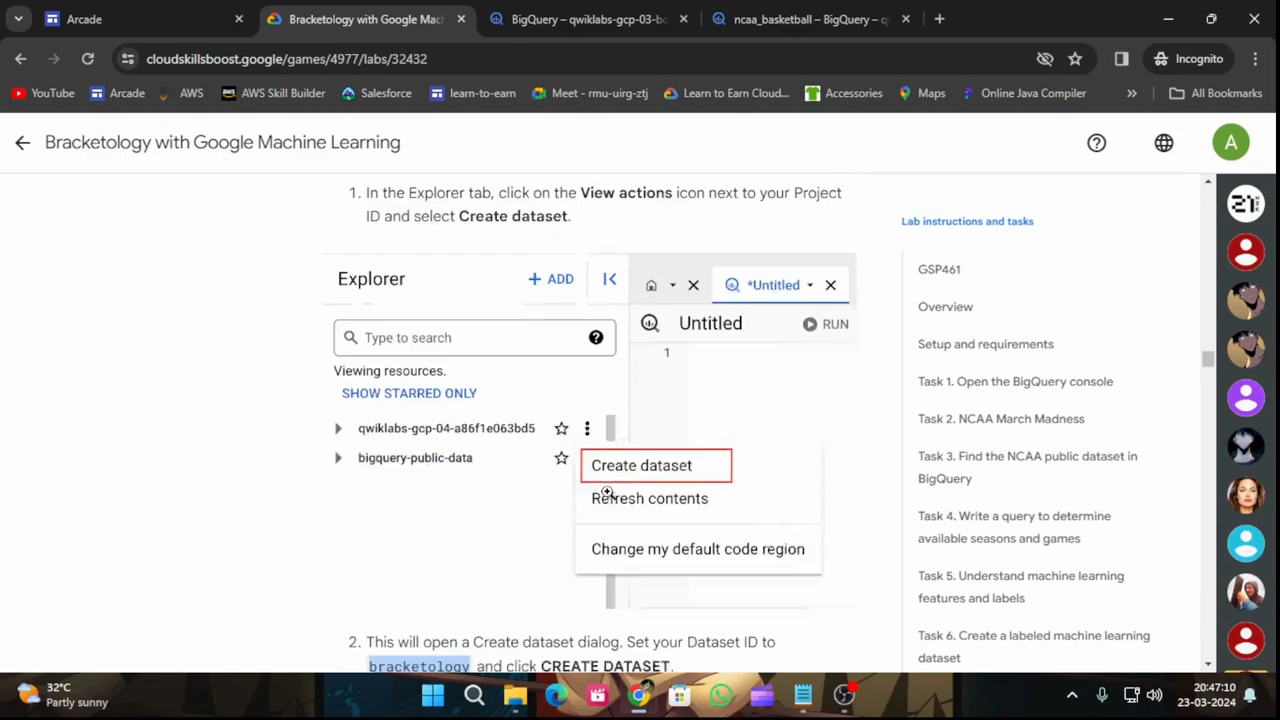 Arcade
Bracketology with Google Mac
BigQuery – qwiklabs-gcp-03-bc
ncaa_basketball – BigQuery – q
cloudskillsboost.google/games/4977/labs/32432
Incognito
YouTube
Arcade
AWS
AWS Skill Builder
Salesforce
learn-to-earn
Meet - rmu-uirg-ztj
Learn to Earn Cloud...
Accessories
Maps
Online Java Compiler
All Bookmarks
Bracketology with Google Machine Learning
A
1. In the Explorer tab, click on the View actions icon next to your Project
ID and select Create dataset.
Explorer
+ ADD
*Untitled
Type to search
Untitled
RUN
1
Viewing resources.
SHOW STARRED ONLY
qwiklabs-gcp-04-a86f1e063bd5
bigquery-public-data
Create dataset
Refresh contents
Change my default code region
2. This will open a Create dataset dialog. Set your Dataset ID to
bracketology and click CREATE DATASET.
Lab instructions and tasks
GSP461
Overview
Setup and requirements
Task 1. Open the BigQuery console
Task 2. NCAA March Madness
Task 3. Find the NCAA public dataset in
BigQuery
Task 4. Write a query to determine
available seasons and games
Task 5. Understand machine learning
features and labels
Task 6. Create a labeled machine learning
dataset
21
32°C
Partly sunny
20:47:10
23-03-2024